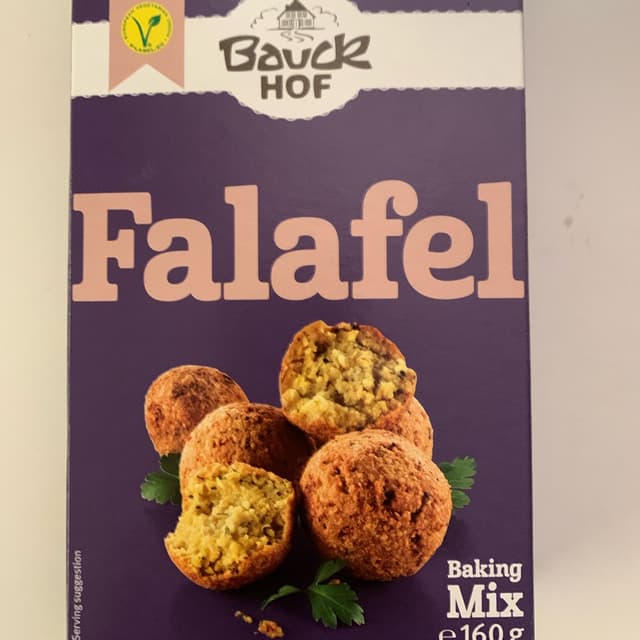 Bauck
HOF
Falafel
Baking
Mix
e 160 g
Serving suggestion